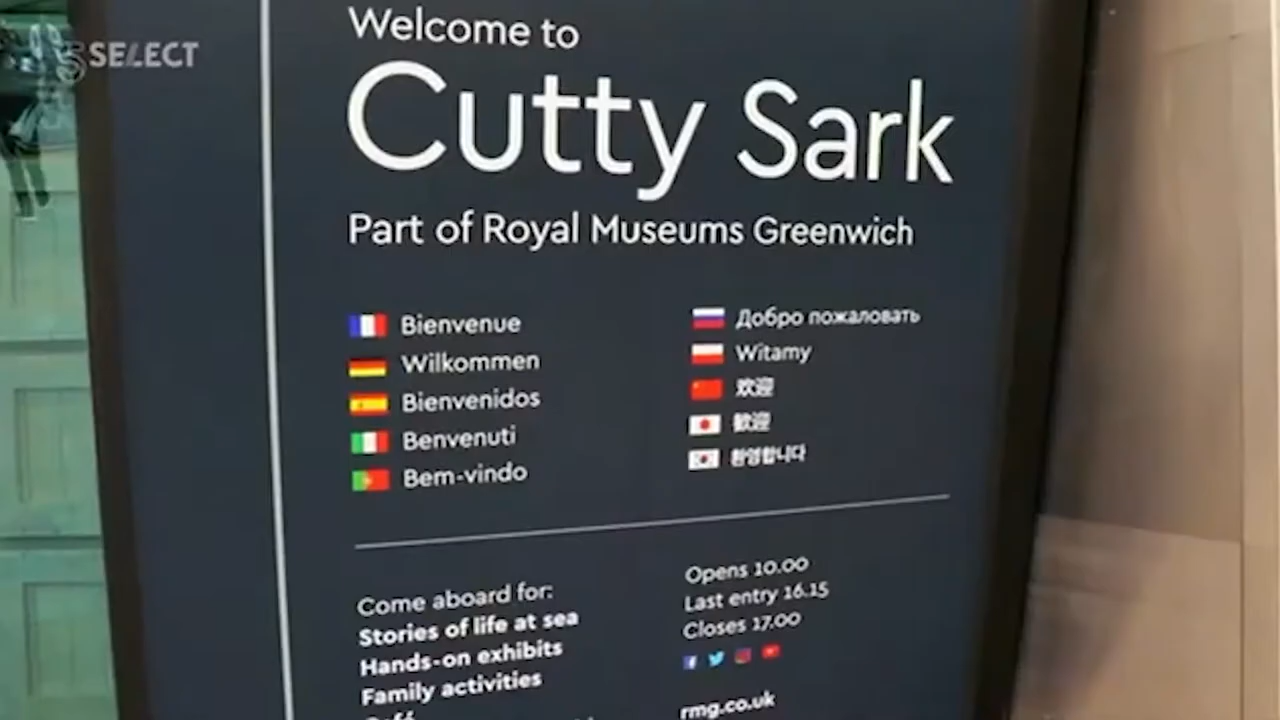 5 SELECT
Welcome to
Cutty Sark
Part of Royal Museums Greenwich
Bienvenue
Wilkommen
Bienvenidos
Benvenuti
Bem-vindo
Добро пожаловать
Witamy
欢迎
歓迎
환영합니다
Come aboard for:
Stories of life at sea
Hands-on exhibits
Family activities
Café
Opens 10.00
Last entry 16.15
Closes 17.00
rmg.co.uk